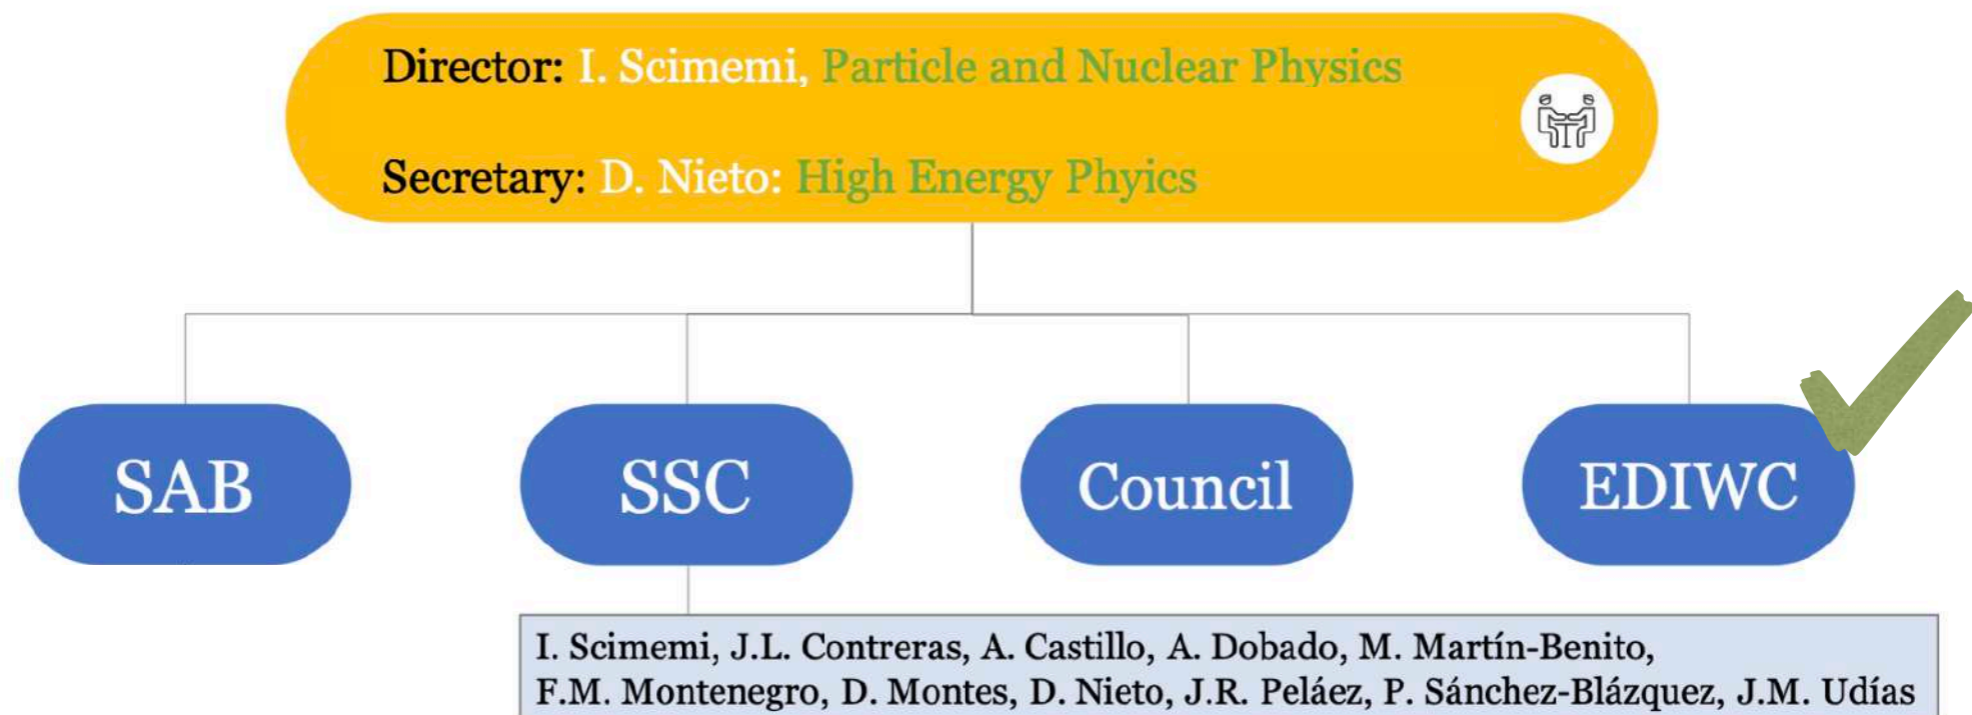 Director: I. Scimemi, Particle and Nuclear Physics
Secretary: D. Nieto: High Energy Phyics
SAB
SSC
Council
EDIWC
I. Scimemi, J.L. Contreras, A. Castillo, A. Dobado, M. Martín-Benito,
F.M. Montenegro, D. Montes, D. Nieto, J.R. Peláez, P. Sánchez-Blázquez, J.M. Udías